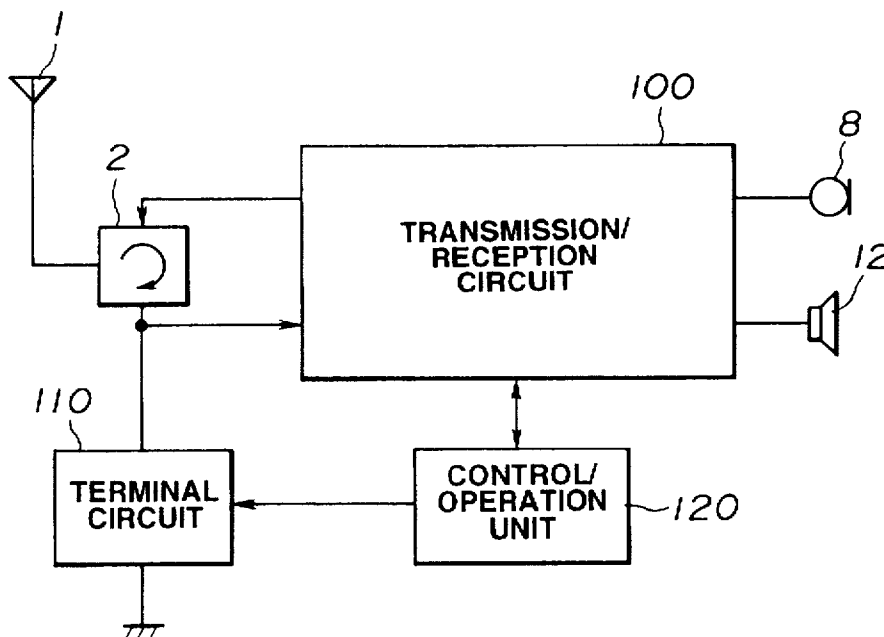 1
100
2
8
TRANSMISSION/
RECEPTION
CIRCUIT
12
110
TERMINAL
CIRCUIT
CONTROL/
OPERATION
UNIT
120